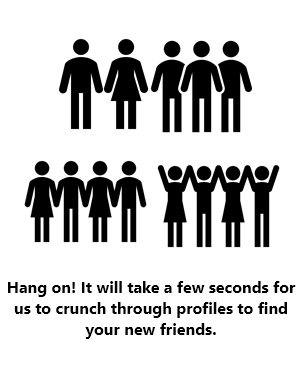 Hang on! It will take a few seconds for
us to crunch through profiles to find
your new friends.